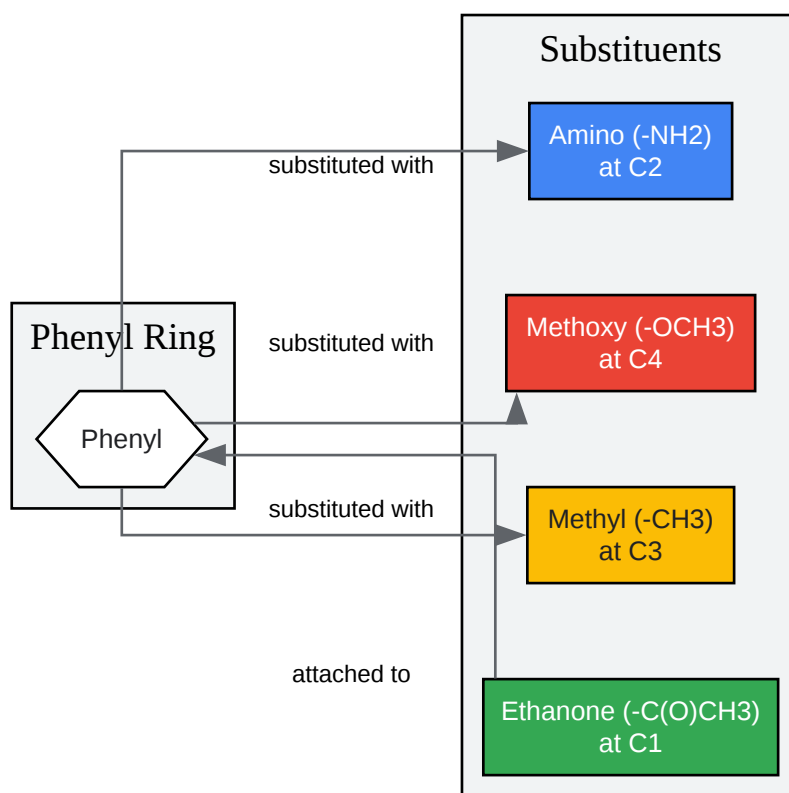 Substituents
Amino (-NH2)
at C2
substituted with
Phenyl Ring
Methoxy (-OCH3)
at C4
substituted with
Phenyl
substituted with
Methyl (-CH3)
at C3
attached to
Ethanone (-C(O)CH3)
at C1